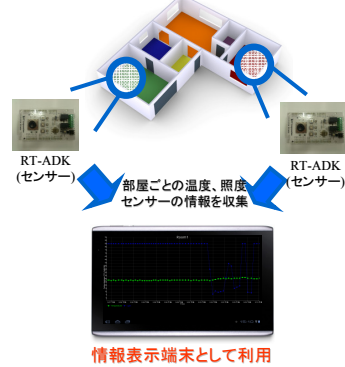 RT-ADK
(センサー)
RT-ADK
(センサー)
部屋ごとの温度、照度
センサーの情報を収集
情報表示端末として利用